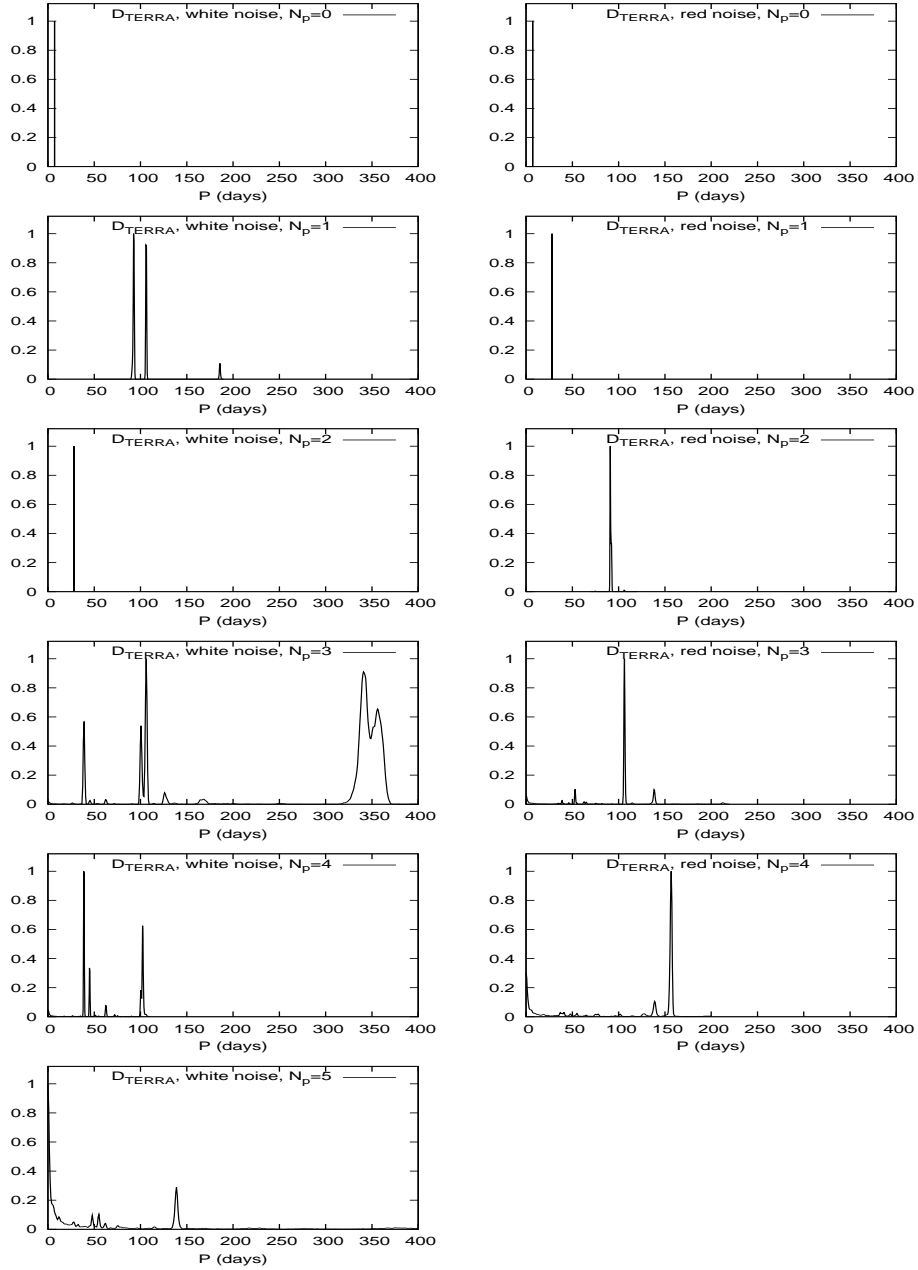 D_TERRA, white noise, N_p=0
1
0.8
0.6
0.4
0.2
0
0 50 100 150 200 250 300 350 400
P (days)
D_TERRA, red noise, N_p=0
1
0.8
0.6
0.4
0.2
0
0 50 100 150 200 250 300 350 400
P (days)
D_TERRA, white noise, N_p=1
1
0.8
0.6
0.4
0.2
0
0 50 100 150 200 250 300 350 400
P (days)
D_TERRA, red noise, N_p=1
1
0.8
0.6
0.4
0.2
0
0 50 100 150 200 250 300 350 400
P (days)
D_TERRA, white noise, N_p=2
1
0.8
0.6
0.4
0.2
0
0 50 100 150 200 250 300 350 400
P (days)
D_TERRA, red noise, N_p=2
1
0.8
0.6
0.4
0.2
0
0 50 100 150 200 250 300 350 400
P (days)
D_TERRA, white noise, N_p=3
1
0.8
0.6
0.4
0.2
0
0 50 100 150 200 250 300 350 400
P (days)
D_TERRA, red noise, N_p=3
1
0.8
0.6
0.4
0.2
0
0 50 100 150 200 250 300 350 400
P (days)
D_TERRA, white noise, N_p=4
1
0.8
0.6
0.4
0.2
0
0 50 100 150 200 250 300 350 400
P (days)
D_TERRA, red noise, N_p=4
1
0.8
0.6
0.4
0.2
0
0 50 100 150 200 250 300 350 400
P (days)
D_TERRA, white noise, N_p=5
1
0.8
0.6
0.4
0.2
0
0 50 100 150 200 250 300 350 400
P (days)